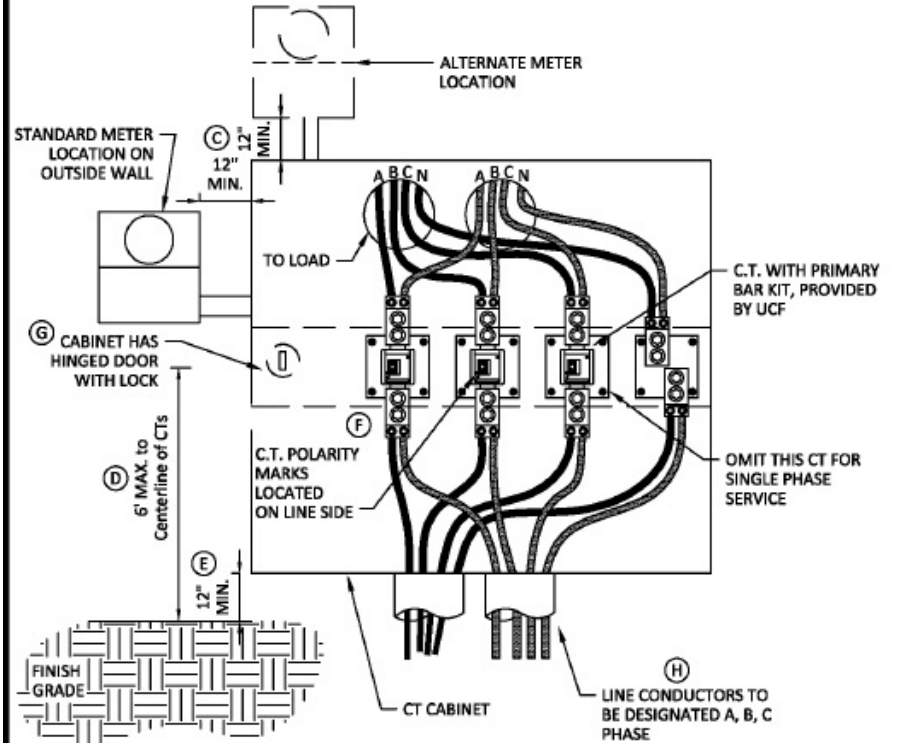 ALTERNATE METER
LOCATION
STANDARD METER
LOCATION ON
OUTSIDE WALL
C
12"
MIN.
12"
MIN.
A B C N
A B C N
TO LOAD
C.T. WITH PRIMARY
BAR KIT, PROVIDED
BY UCF
G
CABINET HAS
HINGED DOOR
WITH LOCK
F
D
6' MAX. to
Centerline of CTs
C.T. POLARITY
MARKS
LOCATED
ON LINE SIDE
OMIT THIS CT FOR
SINGLE PHASE
SERVICE
E
12"
MIN.
FINISH
GRADE
CT CABINET
H
LINE CONDUCTORS TO
BE DESIGNATED A, B, C
PHASE